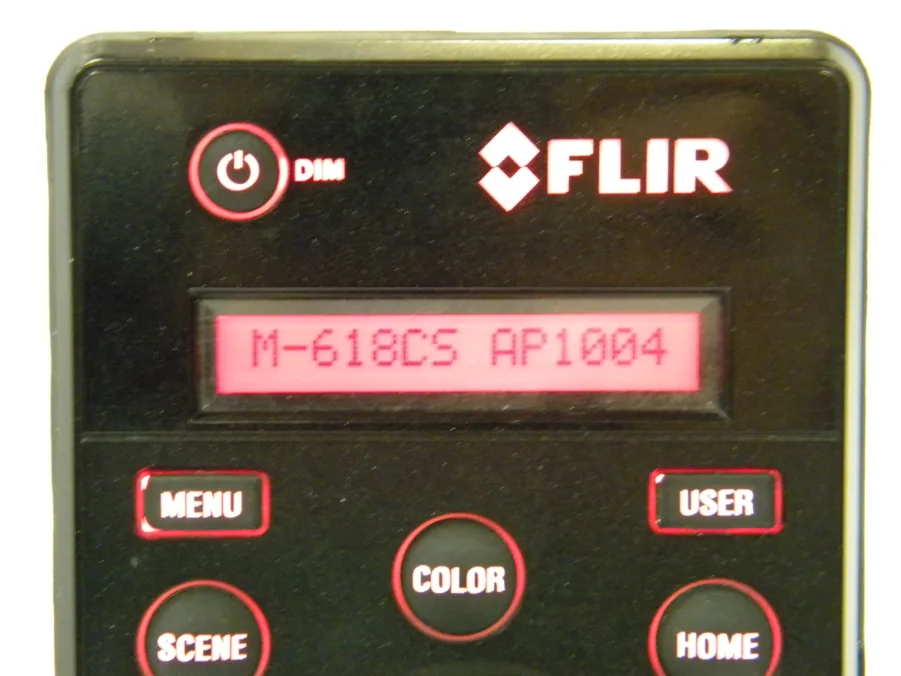 DIM
FLIR
M-618CS AP1004
MENU
USER
COLOR
SCENE
HOME